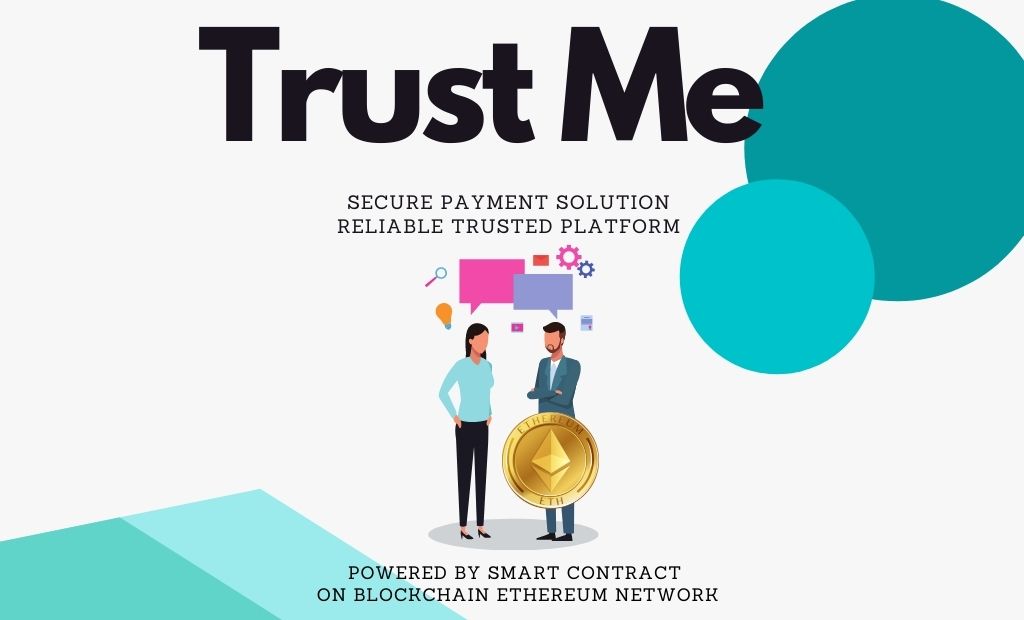 Trust Me
SECURE PAYMENT SOLUTION
RELIABLE TRUSTED PLATFORM
ETHEREUM
ETH
POWERED BY SMART CONTRACT
ON BLOCKCHAIN ETHEREUM NETWORK